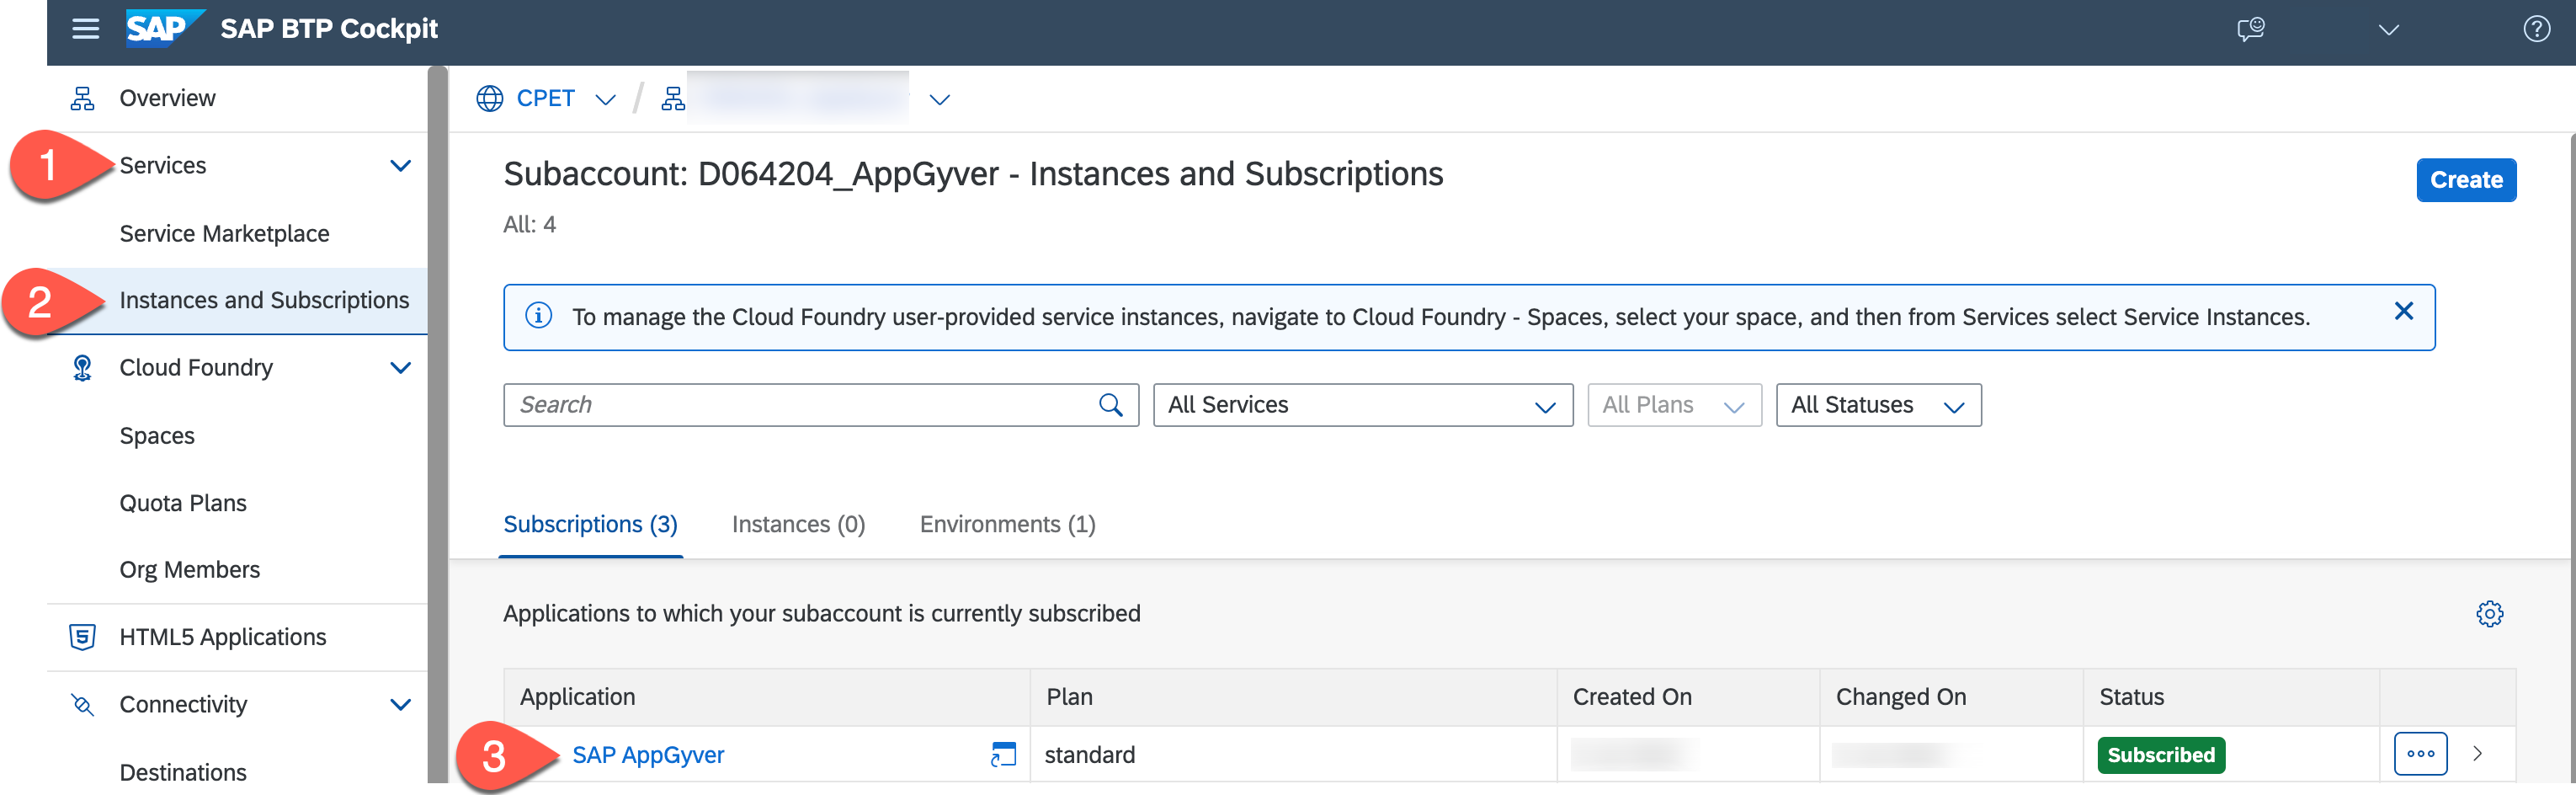 SAP SAP BTP Cockpit
Overview
CPET /
1 Services
Subaccount: D064204_AppGyver - Instances and Subscriptions
Create
All: 4
Service Marketplace
2 Instances and Subscriptions
To manage the Cloud Foundry user-provided service instances, navigate to Cloud Foundry - Spaces, select your space, and then from Services select Service Instances.
Cloud Foundry
Search All Services All Plans All Statuses
Spaces
Quota Plans
Subscriptions (3) Instances (0) Environments (1)
Org Members
Applications to which your subaccount is currently subscribed
HTML5 Applications
Application Plan Created On Changed On Status
Connectivity
3 SAP AppGyver standard Subscribed
Destinations